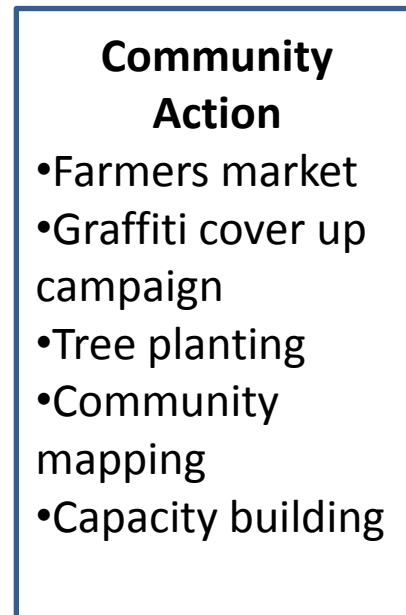 Community
Action
•Farmers market
•Graffiti cover up
campaign
•Tree planting
•Community
mapping
•Capacity building